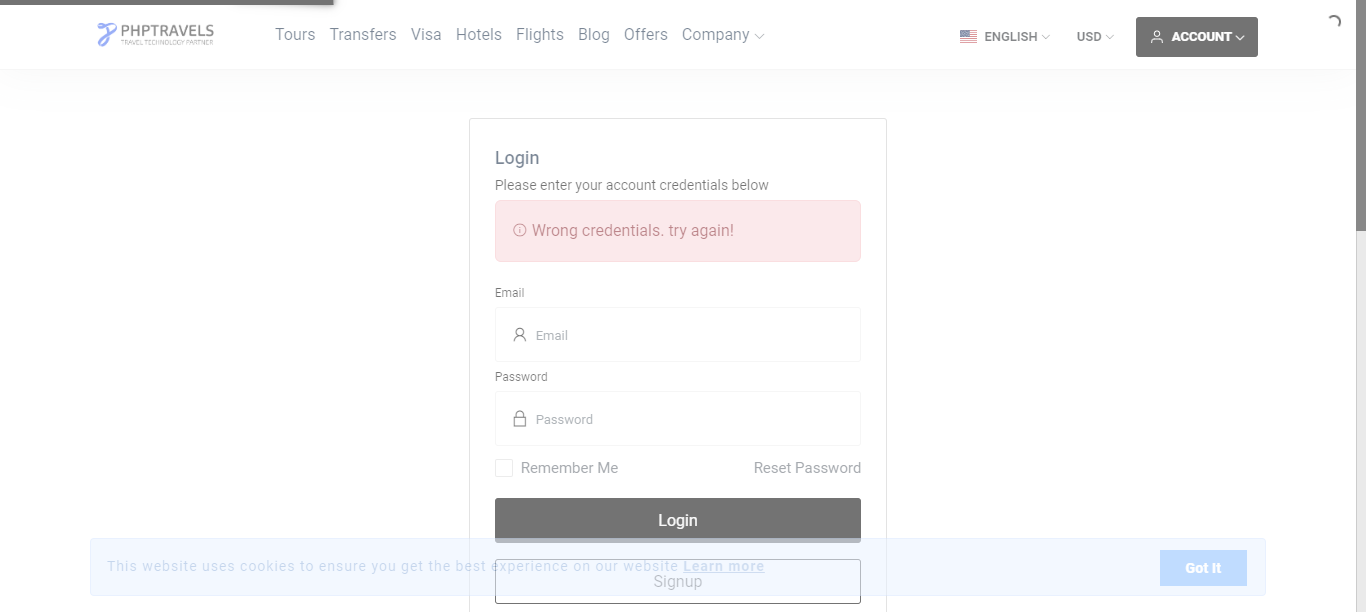 PHPTRAVELS
TRAVEL TECHNOLOGY PARTNER
Tours Transfers Visa Hotels Flights Blog Offers Company
ENGLISH USD ACCOUNT
Login
Please enter your account credentials below
Wrong credentials. try again!
Email
Email
Password
Password
Remember Me Reset Password
Login
This website uses cookies to ensure you get the best experience on our website Learn more
Got It
Signup